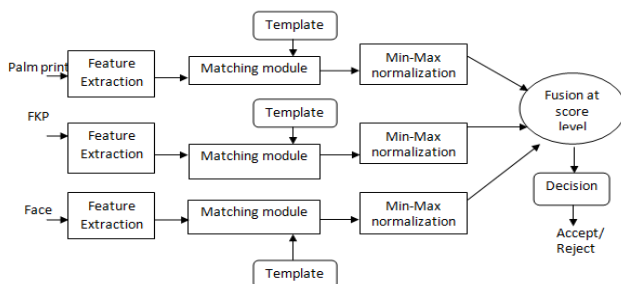 Template
Palm print
Feature
Extraction
Matching module
Min-Max
normalization
FKP
Template
Feature
Extraction
Matching module
Min-Max
normalization
Fusion at
score
level
Face
Feature
Extraction
Matching module
Min-Max
normalization
Decision
Template
Accept/
Reject